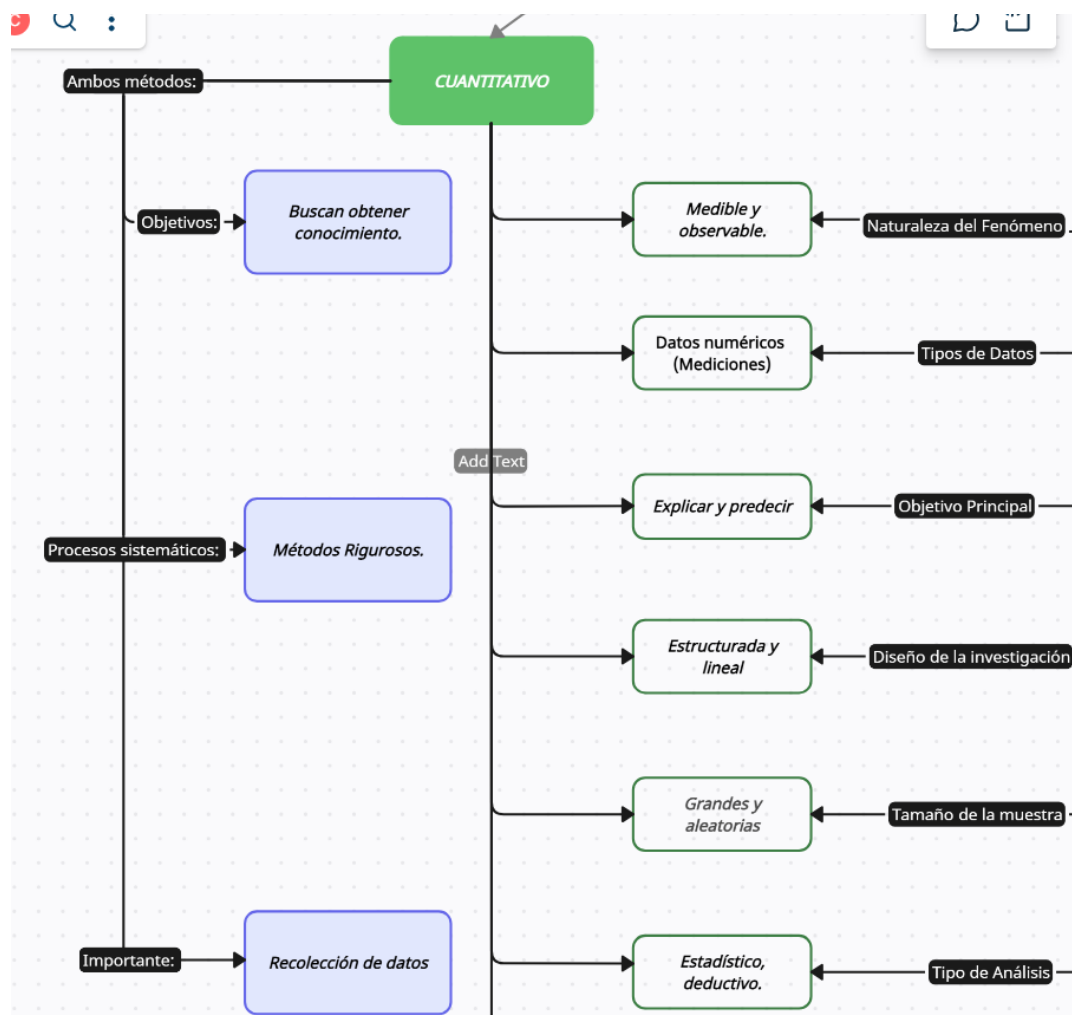 C
CUANTITATIVO
Ambos métodos:
Objetivos:
Buscan obtener
conocimiento.
Medible y
observable.
Naturaleza del Fenómeno
Datos numéricos
(Mediciones)
Tipos de Datos
Add Text
Explicar y predecir
Objetivo Principal
Procesos sistemáticos:
Métodos Rigurosos.
Estructurada y
lineal
Diseño de la investigación
Grandes y
aleatorias
Tamaño de la muestra
Importante:
Recolección de datos
Estadístico,
deductivo.
Tipo de Análisis